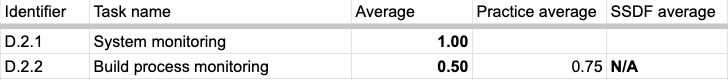 Identifier Task name Average Practice average SSDF average
D.2.1 System monitoring 1.00
D.2.2 Build process monitoring 0.50 0.75 N/A